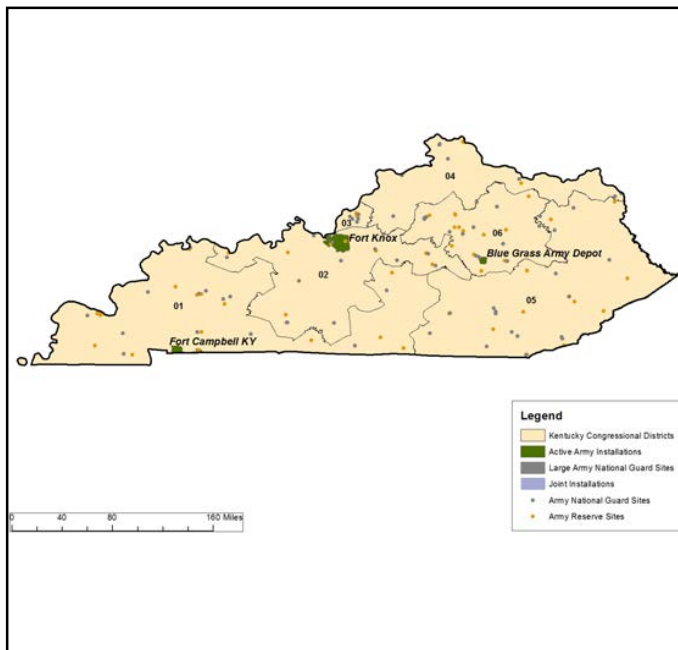 04
03
06
Fort Knox
Blue Grass Army Depot
02
01
05
Fort Campbell KY
Legend
Kentucky Congressional Districts
Active Army Installations
Large Army National Guard Sites
Joint Installations
Army National Guard Sites
Army Reserve Sites
0 40 80 160 Miles